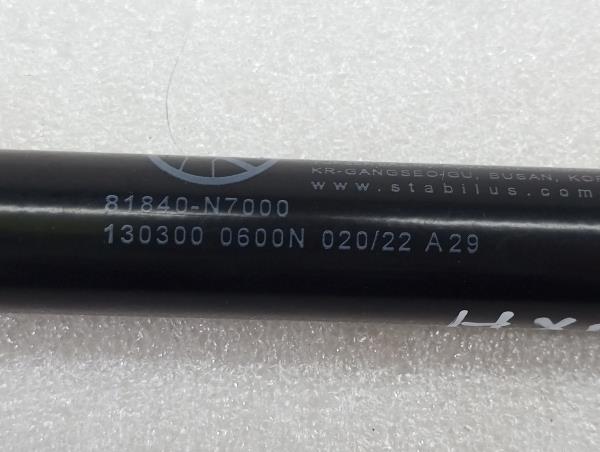 KR-GANGSEO-GU, BUSAN, KOR
www.stabilus.com
81840-N7000
130300 0600N 020/22 A29